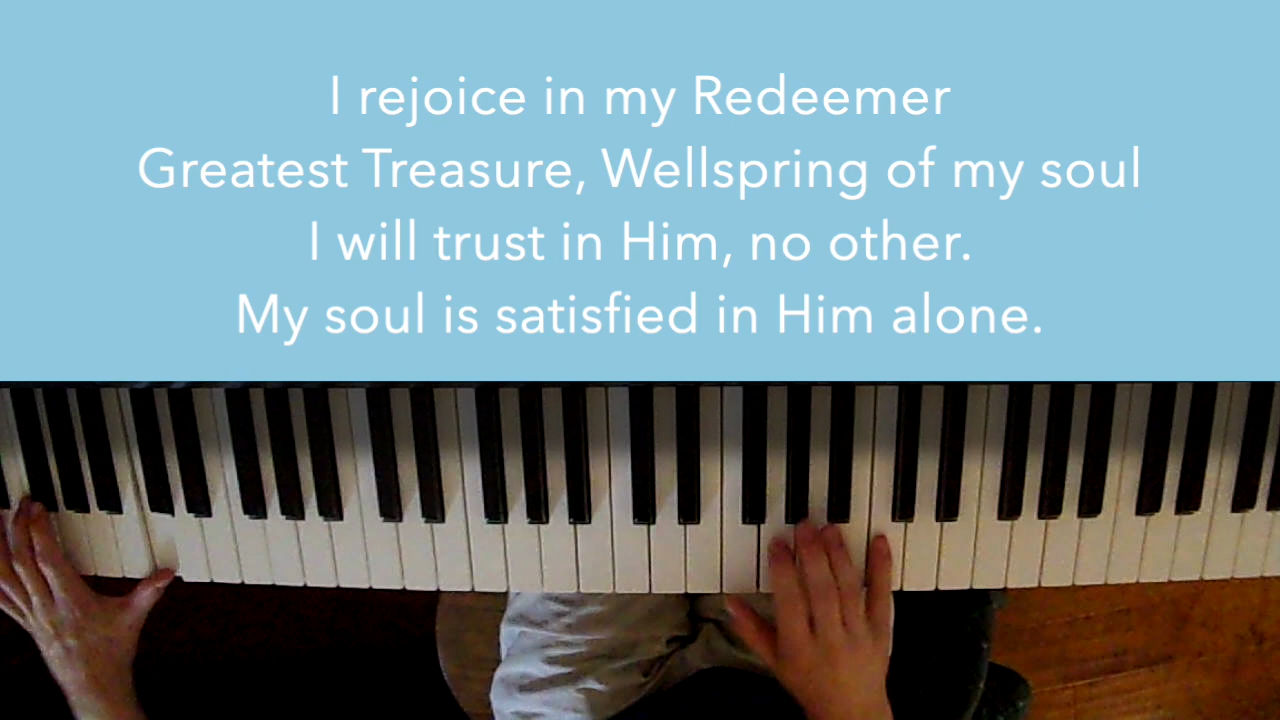 I rejoice in my Redeemer
Greatest Treasure, Wellspring of my soul
I will trust in Him, no other.
My soul is satisfied in Him alone.